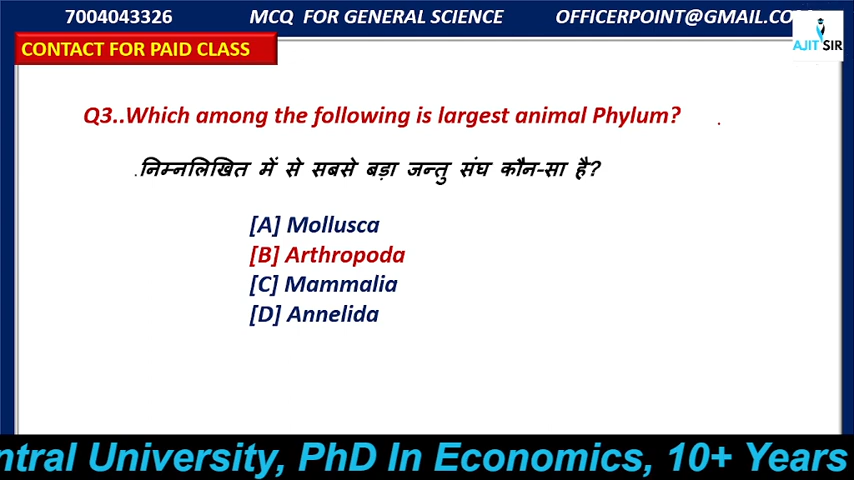 7004043326 MCQ FOR GENERAL SCIENCE OFFICERPOINT@GMAIL.CO
AJIT SIR
CONTACT FOR PAID CLASS
Q3..Which among the following is largest animal Phylum? .
.निम्नलिखित में से सबसे बड़ा जन्तु संघ कौन-सा है?
[A] Mollusca
[B] Arthropoda
[C] Mammalia
[D] Annelida
ntral University, PhD In Economics, 10+ Years